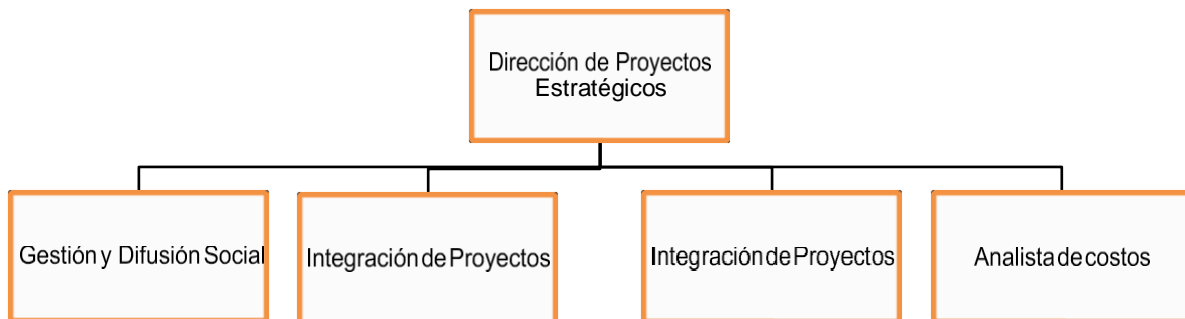 Dirección de Proyectos
Estratégicos
Gestión y Difusión Social
Integración de Proyectos
Integración de Proyectos
Analista de costos